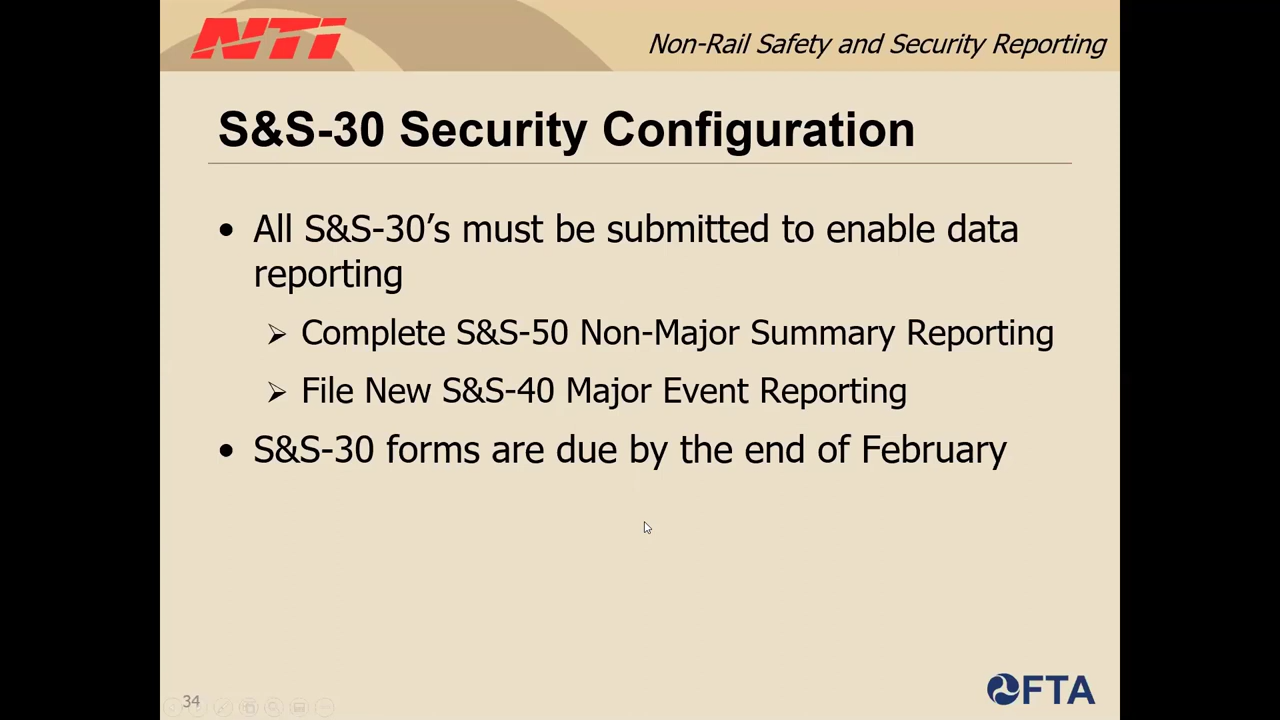 NTI
Non-Rail Safety and Security Reporting
S&S-30 Security Configuration
• All S&S-30’s must be submitted to enable data
reporting
➢ Complete S&S-50 Non-Major Summary Reporting
➢ File New S&S-40 Major Event Reporting
• S&S-30 forms are due by the end of February
34
FTA